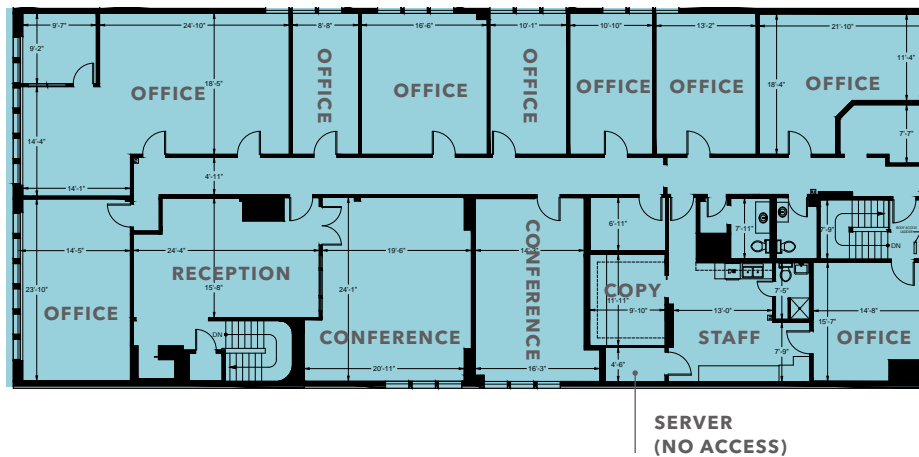 9'-7"
24'-10"
8'-8"
16'-6"
10'-1"
10'-10"
13'-2"
21'-10"
9'-2"
18'-5"
18'-4"
11'-4"
OFFICE
OFFICE
OFFICE
OFFICE
OFFICE
OFFICE
OFFICE
14'-4"
7'-7"
14'-1"
4'-11"
6'-11"
7'-11"
7'-9"
DN
14'-5"
24'-4"
19'-6"
23'-10"
RECEPTION
15'-8"
24'-1"
CONFERENCE
COPY
11'-11"
9'-10"
DW
7'-5"
13'-0"
14'-8"
15'-7"
OFFICE
DN
CONFERENCE
STAFF
OFFICE
7'-9"
4'-6"
20'-11"
16'-3"
SERVER
(NO ACCESS)